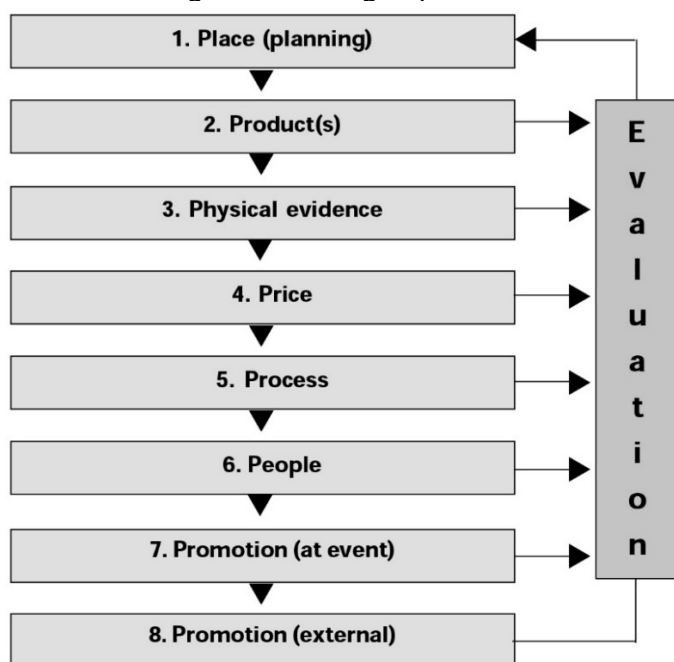 1. Place (planning)
2. Product(s)
3. Physical evidence
4. Price
5. Process
6. People
7. Promotion (at event)
8. Promotion (external)
E
v
a
l
u
a
t
i
o
n